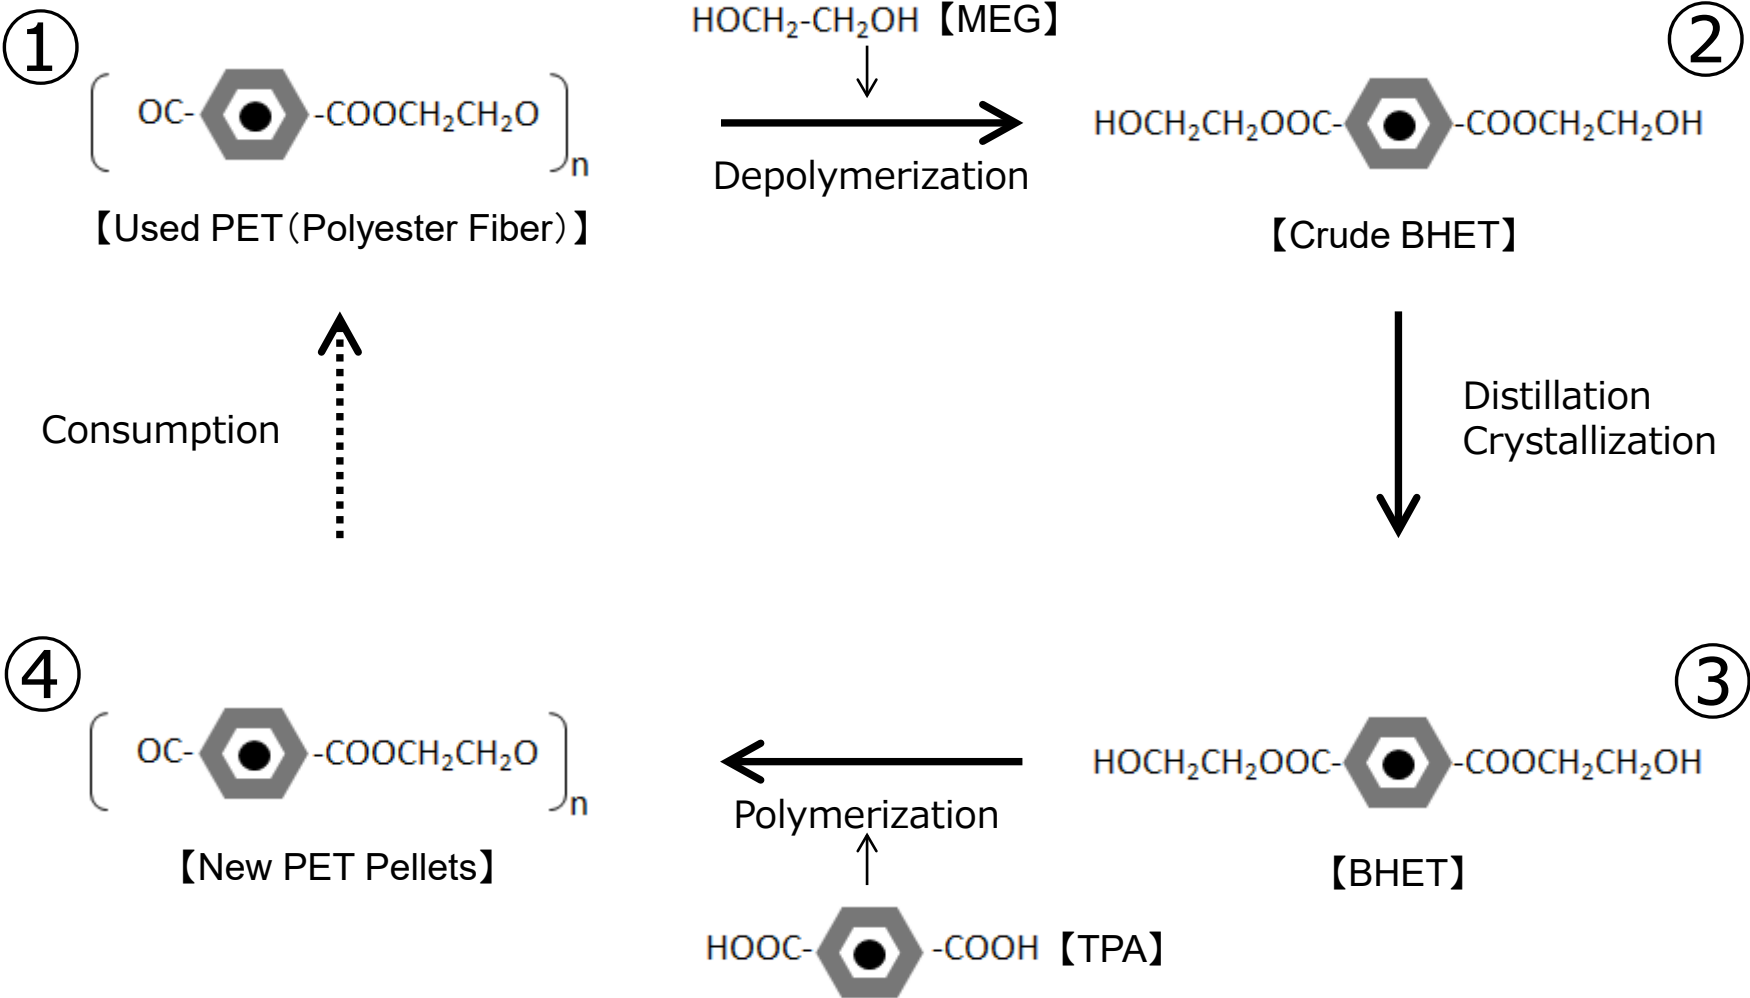 ①
HOCH₂-CH₂OH【MEG】
②
OC- -COOCH₂CH₂O n
HOCH₂CH₂OOC- -COOCH₂CH₂OH
Depolymerization
【Used PET（Polyester Fiber）】
【Crude BHET】
Consumption
Distillation
Crystallization
④
③
OC- -COOCH₂CH₂O n
HOCH₂CH₂OOC- -COOCH₂CH₂OH
Polymerization
【New PET Pellets】
【BHET】
HOOC- -COOH【TPA】